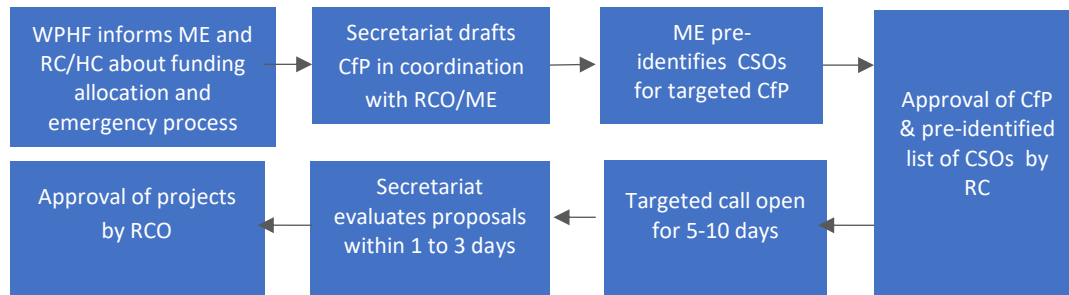 WPHF informs ME and
RC/HC about funding
allocation and
emergency process
Secretariat drafts
CfP in coordination
with RCO/ME
ME pre-
identifies CSOs
for targeted CfP
Approval of CfP
& pre-identified
list of CSOs by
RC
Targeted call open
for 5-10 days
Secretariat
evaluates proposals
within 1 to 3 days
Approval of projects
by RCO